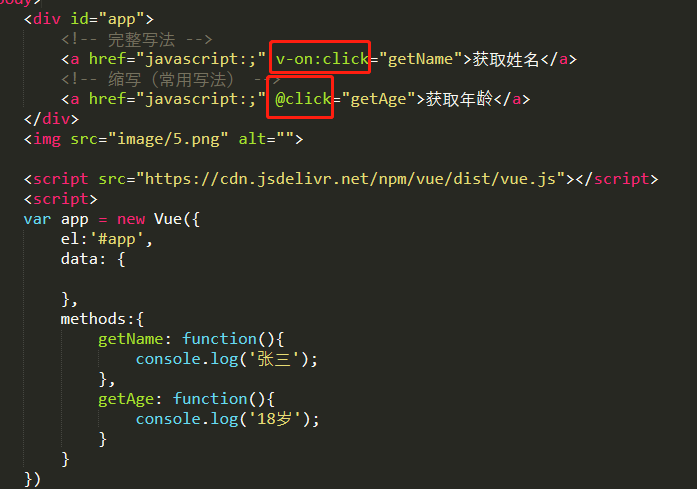 body>
<div id="app">
<!-- 完整写法 -->
<a href="javascript:;" v-on:click="getName">获取姓名</a>
<!-- 缩写（常用写法） -->
<a href="javascript:;" @click="getAge">获取年龄</a>
</div>
<img src="image/5.png" alt="">
<script src="https://cdn.jsdelivr.net/npm/vue/dist/vue.js"></script>
<script>
var app = new Vue({
el:'#app',
data: {
},
methods:{
getName: function(){
console.log('张三');
},
getAge: function(){
console.log('18岁');
}
}
})